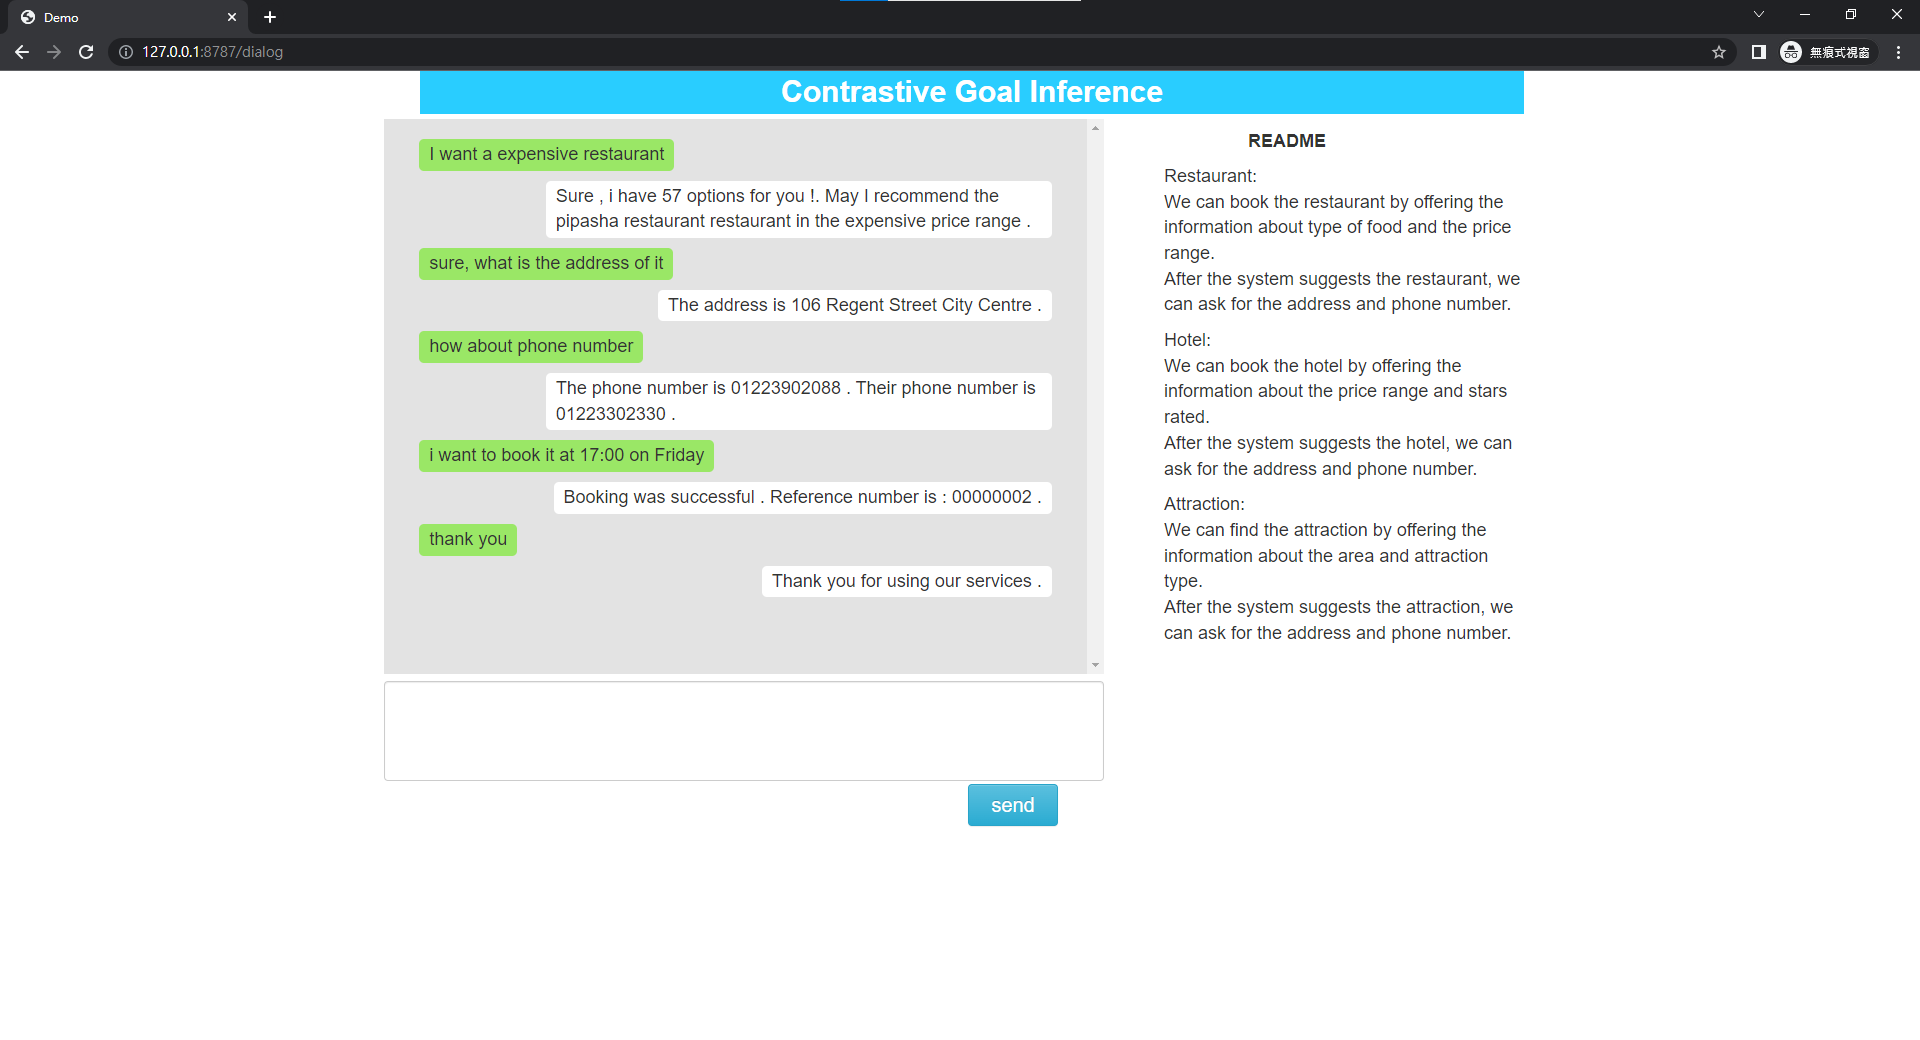 Demo
127.0.0.1:8787/dialog
無痕式視窗
Contrastive Goal Inference
I want a expensive restaurant
Sure , i have 57 options for you !. May I recommend the
pipasha restaurant restaurant in the expensive price range .
sure, what is the address of it
The address is 106 Regent Street City Centre .
how about phone number
The phone number is 01223902088 . Their phone number is
01223302330 .
i want to book it at 17:00 on Friday
Booking was successful . Reference number is : 00000002 .
thank you
Thank you for using our services .
send
README
Restaurant:
We can book the restaurant by offering the
information about type of food and the price
range.
After the system suggests the restaurant, we
can ask for the address and phone number.
Hotel:
We can book the hotel by offering the
information about the price range and stars
rated.
After the system suggests the hotel, we can
ask for the address and phone number.
Attraction:
We can find the attraction by offering the
information about the area and attraction
type.
After the system suggests the attraction, we
can ask for the address and phone number.